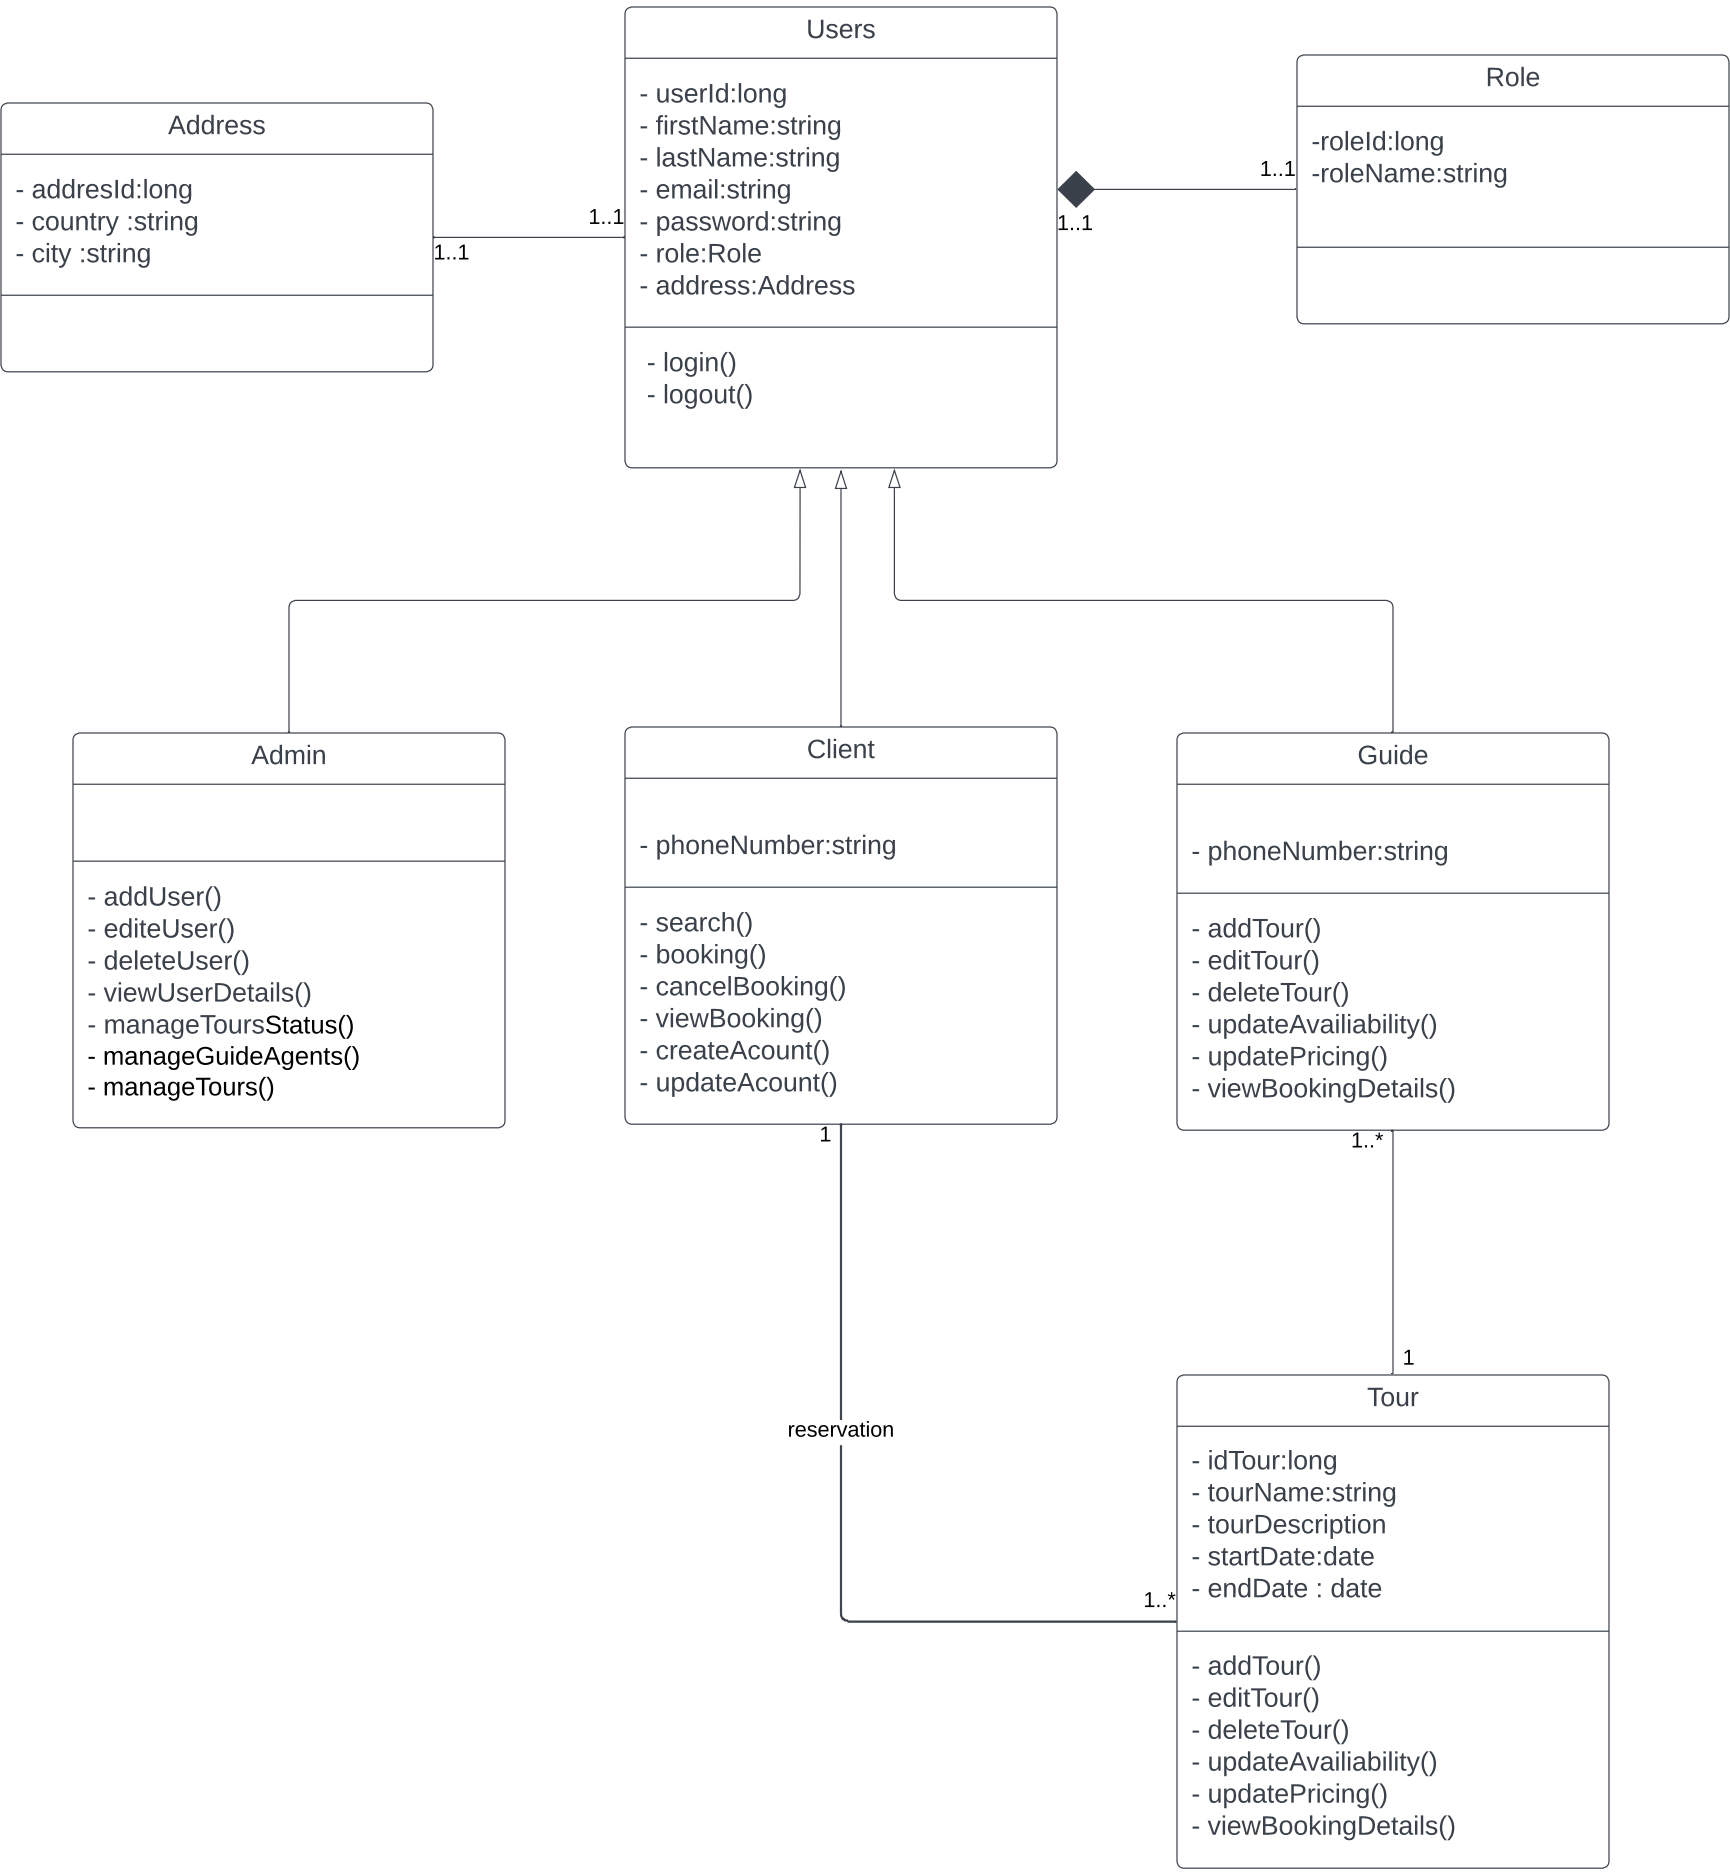 Users
- userId:long
- firstName:string
- lastName:string
- email:string
- password:string
- role:Role
- address:Address
- login()
- logout()
Role
-roleId:long
-roleName:string
1..1
1..1
Address
- addresId:long
- country :string
- city :string
1..1
1..1
Admin
- addUser()
- editeUser()
- deleteUser()
- viewUserDetails()
- manageToursStatus()
- manageGuideAgents()
- manageTours()
Client
- phoneNumber:string
- search()
- booking()
- cancelBooking()
- viewBooking()
- createAcount()
- updateAcount()
1
Guide
- phoneNumber:string
- addTour()
- editTour()
- deleteTour()
- updateAvailiability()
- updatePricing()
- viewBookingDetails()
1..*
1
reservation
1..*
Tour
- idTour:long
- tourName:string
- tourDescription
- startDate:date
- endDate : date
- addTour()
- editTour()
- deleteTour()
- updateAvailiability()
- updatePricing()
- viewBookingDetails()